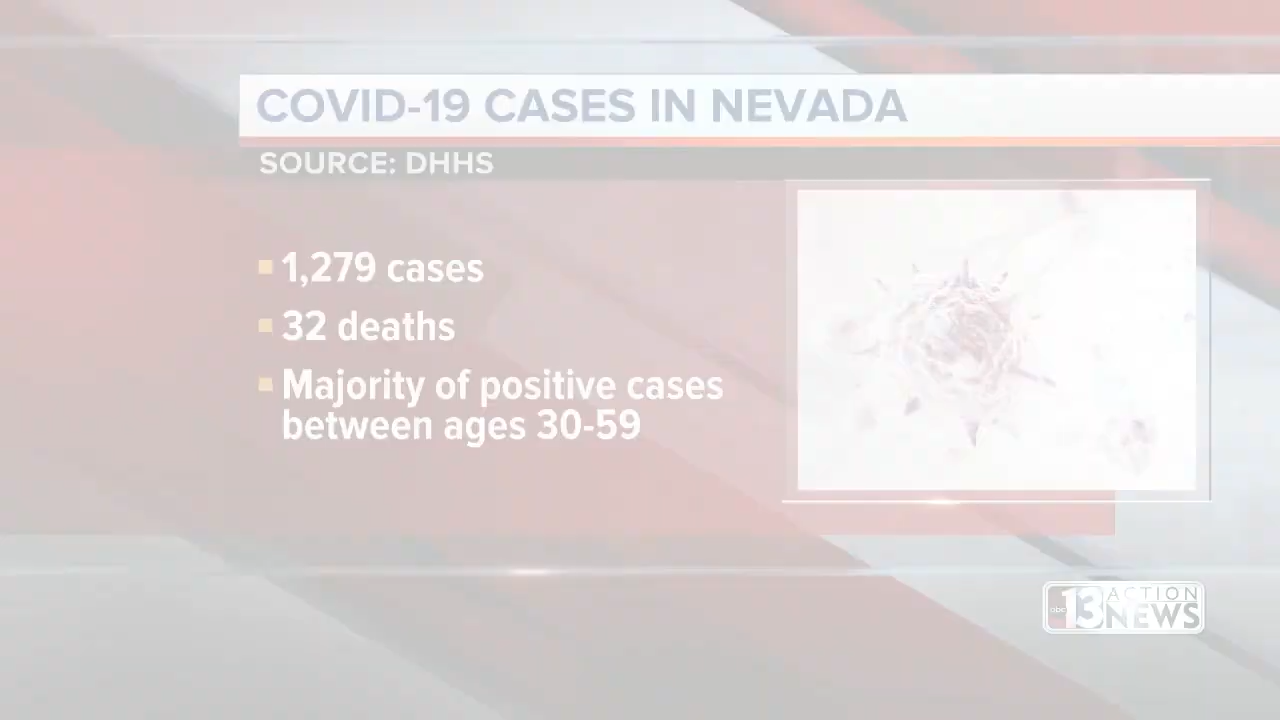 COVID-19 CASES IN NEVADA
SOURCE: DHHS
1,279 cases
32 deaths
Majority of positive cases
between ages 30-59
abc 13 ACTION
NEWS